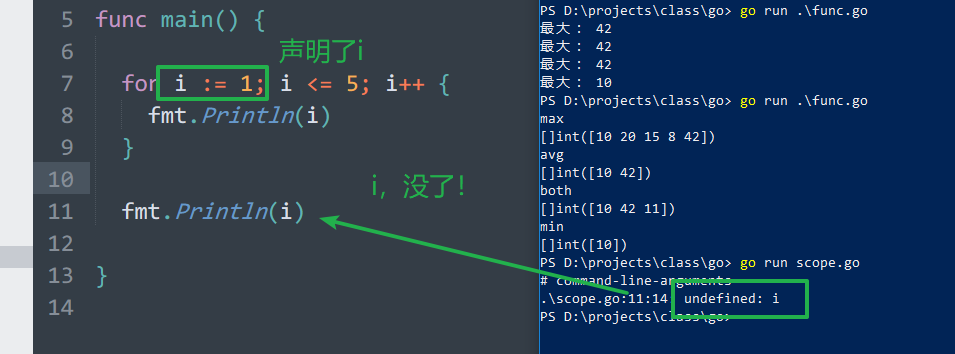 5 func main() {
6
7 for i := 1; i <= 5; i++ {
8 fmt.Println(i)
9 }
10
11 fmt.Println(i)
12
13 }
14
声明了i
i，没了！
PS D:\projects\class\go> go run .\func.go
最大： 42
最大： 42
最大： 42
最大： 10
PS D:\projects\class\go> go run .\func.go
max
[]int([10 20 15 8 42])
avg
[]int([10 42])
both
[]int([10 42 11])
min
[]int([10])
PS D:\projects\class\go> go run scope.go
# command-line-arguments
.\scope.go:11:14: undefined: i
PS D:\projects\class\go>